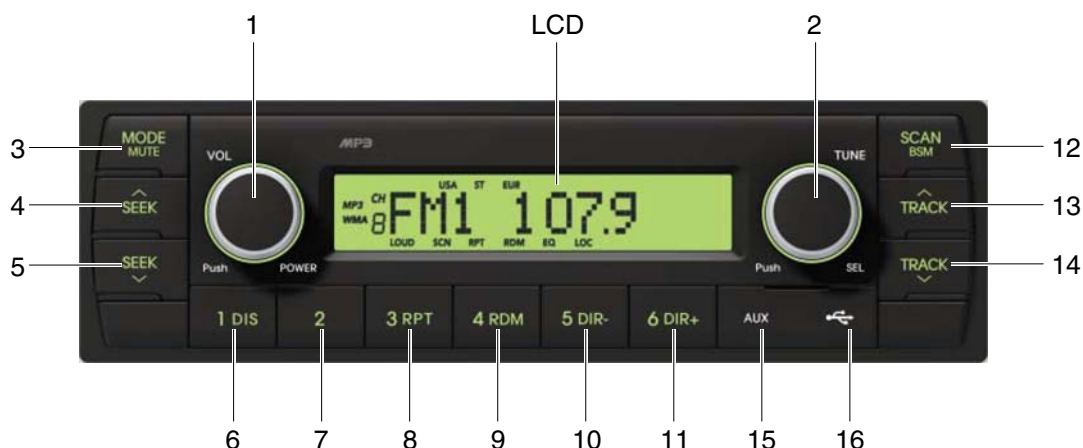 1 LCD 2
3 MODE MUTE VOL MP3 TUNE SCAN BSM 12
4 SEEK USA ST EUR TRACK 13
MP3 WMA CH 8 FM1 107.9
LOUD SCN RPT RDM EQ LOC
5 SEEK Push POWER Push SEL TRACK 14
1 DIS 2 3 RPT 4 RDM 5 DIR- 6 DIR+ AUX
6 7 8 9 10 11 15 16